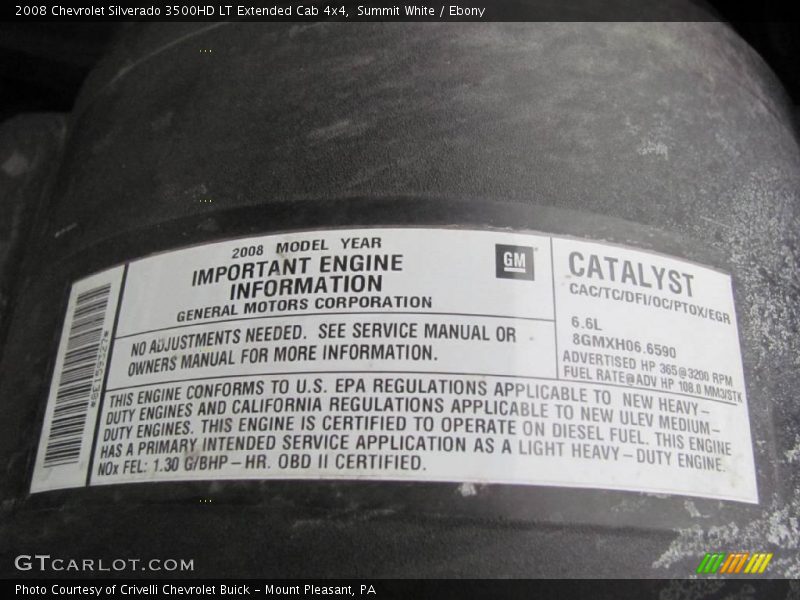 2008 Chevrolet Silverado 3500HD LT Extended Cab 4x4, Summit White / Ebony
2008 MODEL YEAR
IMPORTANT ENGINE
INFORMATION
GENERAL MOTORS CORPORATION
GM
CATALYST
CAC/TC/DFI/OC/PTOX/EGR
6.6L
8GMXH06.6590
ADVERTISED HP 365@3200 RPM
FUEL RATE@ADV HP 108.0 MM3/STK
NO ADJUSTMENTS NEEDED. SEE SERVICE MANUAL OR
OWNERS MANUAL FOR MORE INFORMATION.
THIS ENGINE CONFORMS TO U.S. EPA REGULATIONS APPLICABLE TO NEW HEAVY-
DUTY ENGINES AND CALIFORNIA REGULATIONS APPLICABLE TO NEW ULEV MEDIUM-
DUTY ENGINES. THIS ENGINE IS CERTIFIED TO OPERATE ON DIESEL FUEL. THIS ENGINE
HAS A PRIMARY INTENDED SERVICE APPLICATION AS A LIGHT HEAVY-DUTY ENGINE.
NOx FEL: 1.30 G/BHP-HR. OBD II CERTIFIED.
GTCARLOT.COM
Photo Courtesy of Crivelli Chevrolet Buick - Mount Pleasant, PA